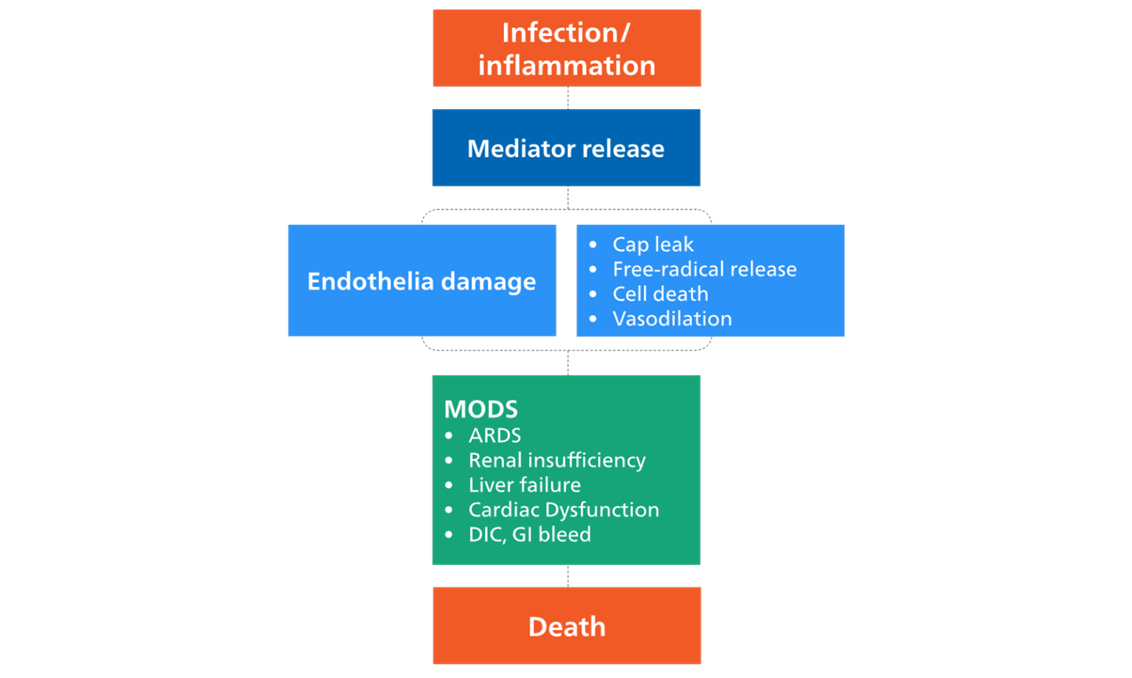 Infection/
inflammation
Mediator release
Endothelia damage
• Cap leak
• Free-radical release
• Cell death
• Vasodilation
MODS
• ARDS
• Renal insufficiency
• Liver failure
• Cardiac Dysfunction
• DIC, GI bleed
Death